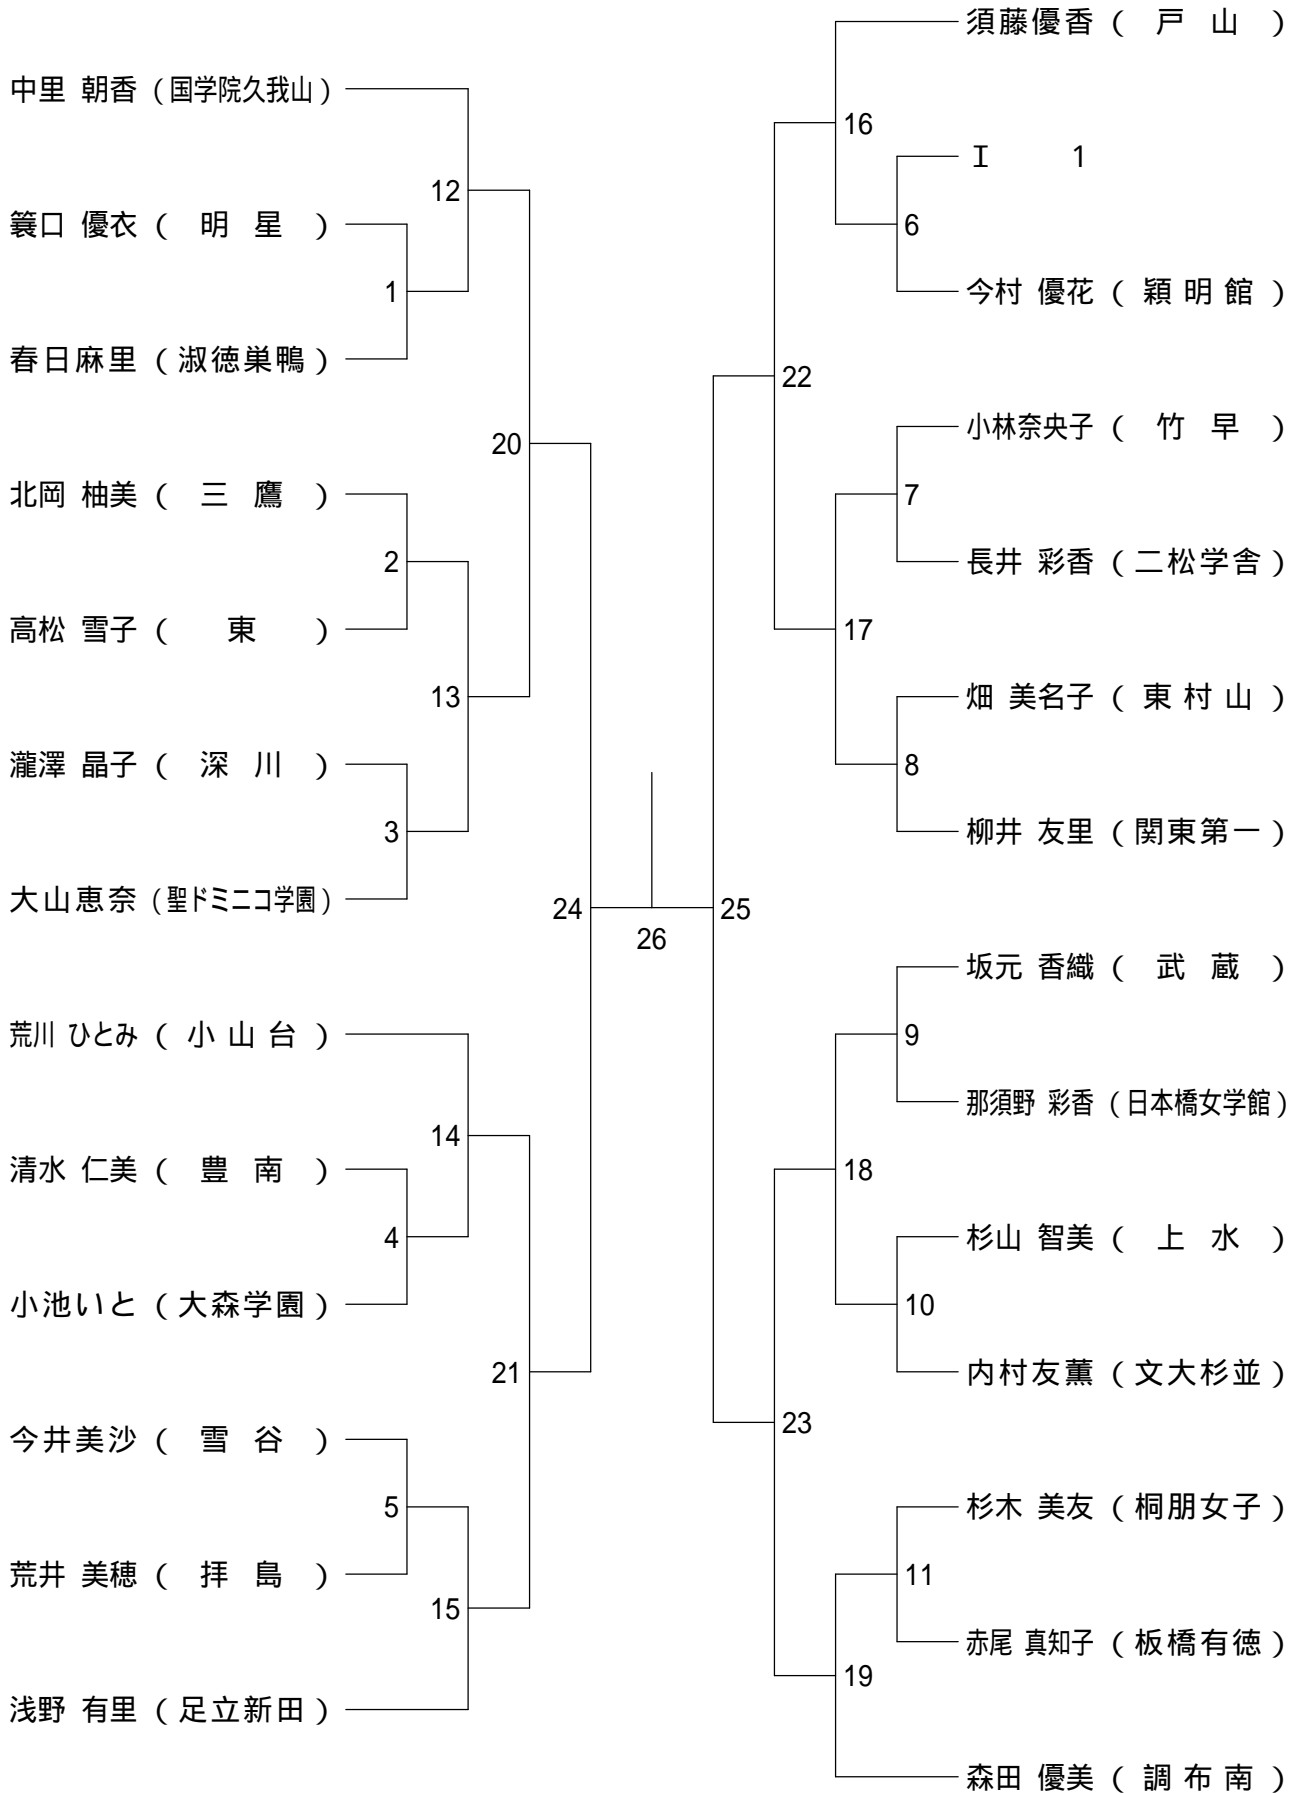 中里 朝香 (国学院久我山)
簑口 優衣 ( 明 星 )
春日麻里 (淑徳巣鴨)
北岡 柚美 ( 三 鷹 )
高松 雪子 ( 東 )
瀧澤 晶子 ( 深 川 )
大山恵奈 (聖ドミニコ学園)
荒川 ひとみ ( 小 山 台 )
清水 仁美 ( 豊 南 )
小池いと (大森学園)
今井美沙 ( 雪 谷 )
荒井 美穂 ( 拝 島 )
浅野 有里 (足立新田)
12
1
20
2
13
3
24
14
4
21
5
15
26
25
16
6
22
7
17
8
9
18
10
23
11
19
須藤優香 ( 戸 山 )
I 1
今村 優花 ( 穎 明 館 )
小林奈央子 ( 竹 早 )
長井 彩香 (二松学舎)
畑 美名子 ( 東 村 山 )
柳井 友里 (関東第一)
坂元 香織 ( 武 蔵 )
那須野 彩香 (日本橋女学館)
杉山 智美 ( 上 水 )
内村友薫 (文大杉並)
杉木 美友 (桐朋女子)
赤尾 真知子 (板橋有徳)
森田 優美 ( 調 布 南 )